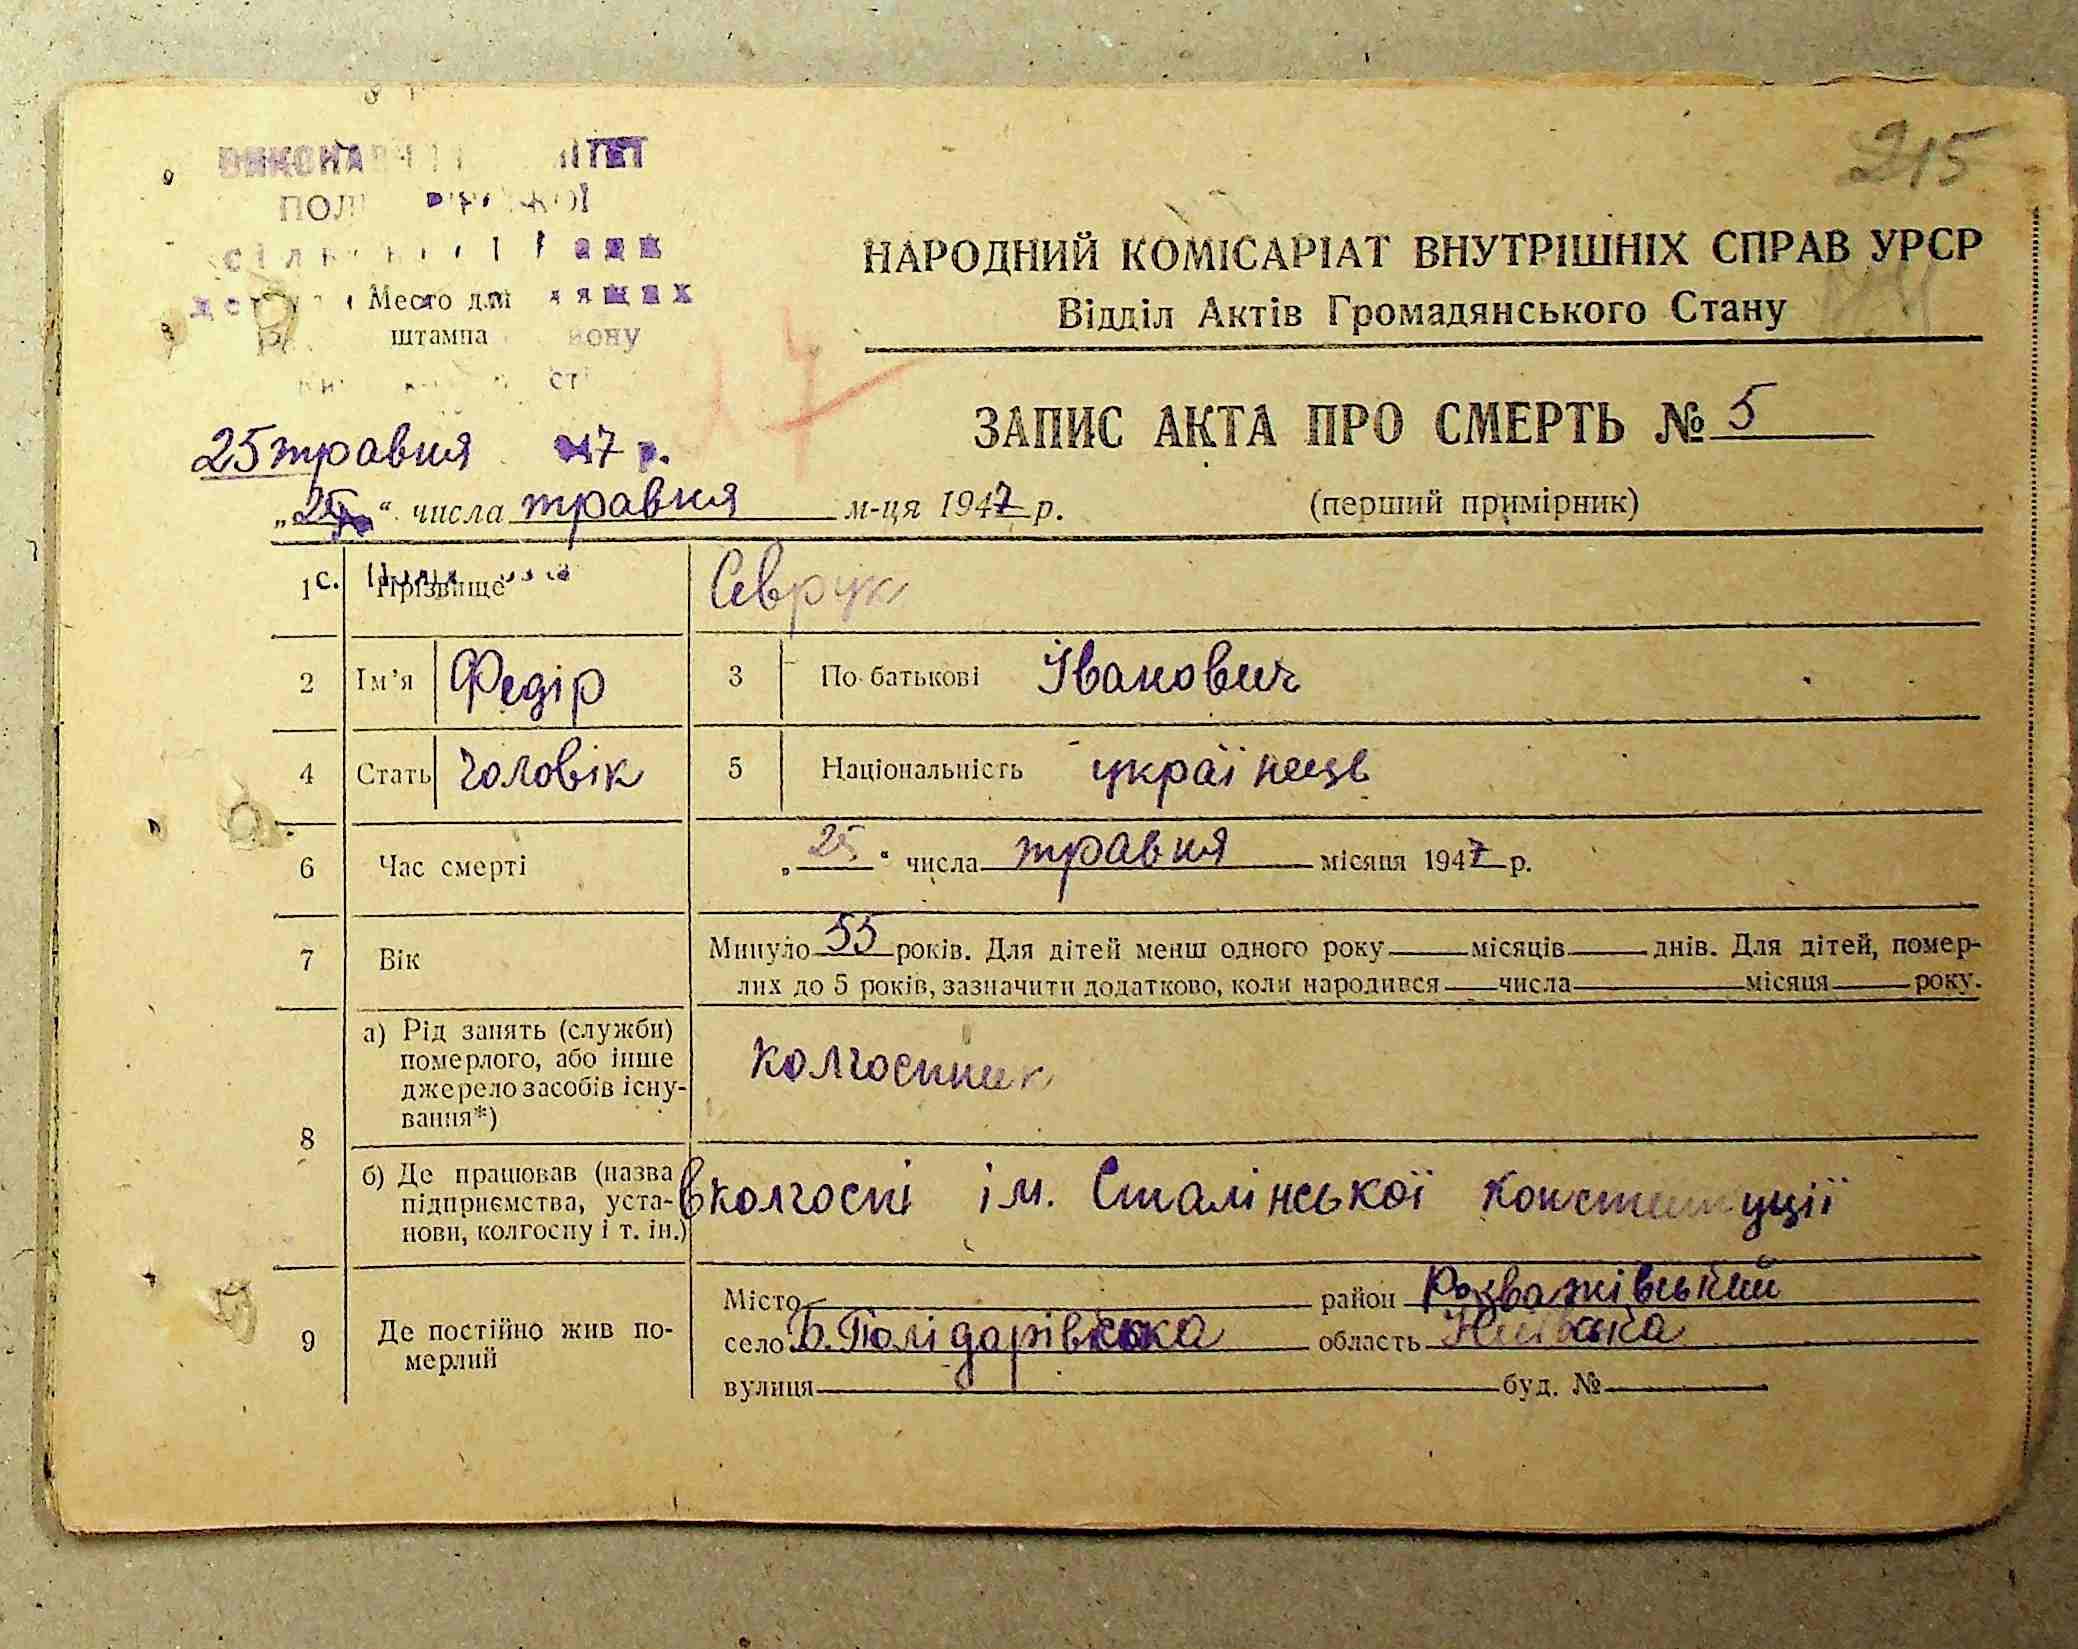 215
НАРОДНИЙ КОМІСАРІАТ ВНУТРІШНІХ СПРАВ УРСР
Відділ Актів Громадянського Стану
Место для
штампа
ЗАПИС АКТА ПРО СМЕРТЬ № 5
(перший примірник)
25 травня 47 р.
„25“ числа травня м-ця 1947 р.
1 Прізвище Севрук
2 Ім’я Федір 3 По батькові Іванович
4 Стать Чоловік 5 Національність українець
6 Час смерті „25“ числа травня місяця 1947 р.
7 Вік Минуло 55 років. Для дітей менш одного року місяців днів. Для дітей, помер-
лих до 5 років, зазначити додатково, коли народився числа місяця року.
8 а) Рід занять (служби)
померлого, або інше
джерело засобів існу-
вання*)
колгоспник
б) Де працював (назва
підприємства, уста-
нови, колгоспу і т. ін.)
в колгоспі ім. Сталінської Конституції
9 Де постійно жив по-
мерлий
Місто район Розважівський
село область Київська
вулиця буд. №